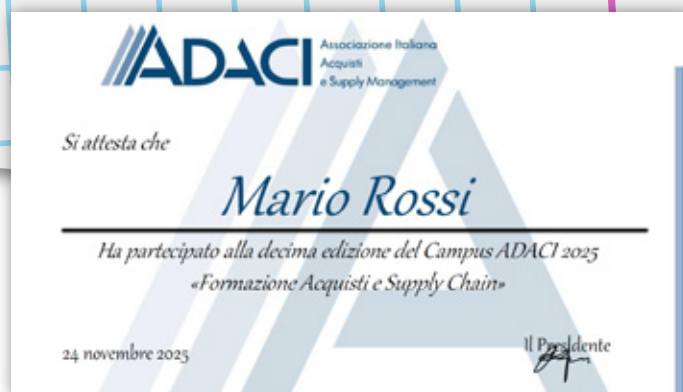 ADACI
Associazione Italiana
Acquisti
e Supply Management
Si attesta che
Mario Rossi
Ha partecipato alla decima edizione del Campus ADACI 2025
«Formazione Acquisti e Supply Chain»
24 novembre 2025
Il Presidente